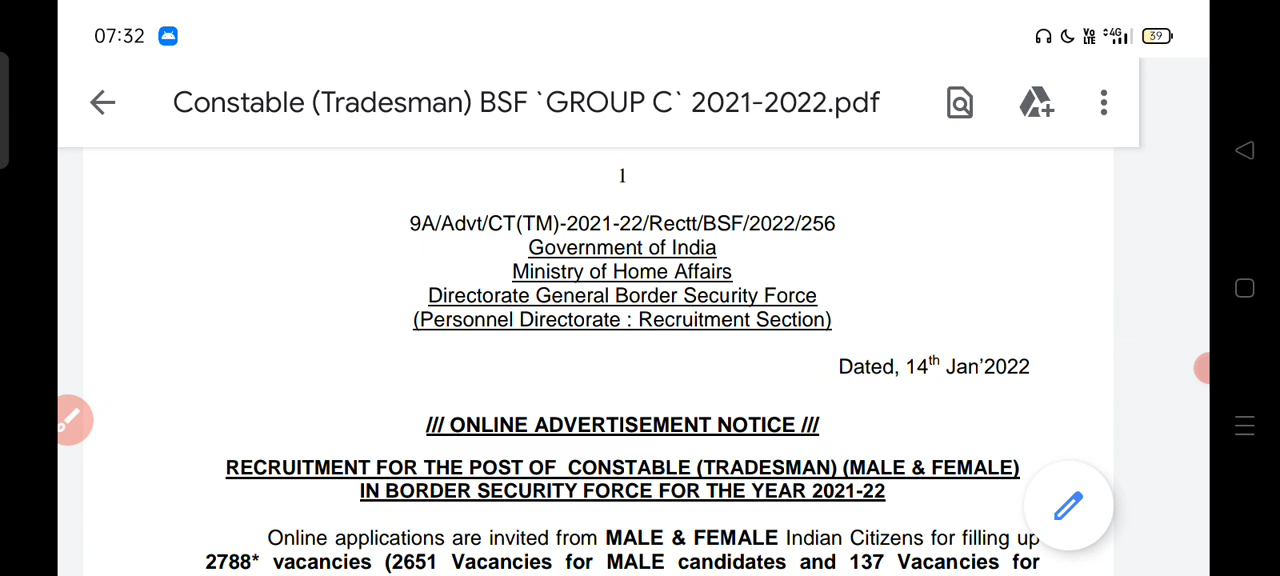 07:32
Vo LTE 4G 39
Constable (Tradesman) BSF `GROUP C` 2021-2022.pdf
1
9A/Advt/CT(TM)-2021-22/Rectt/BSF/2022/256
Government of India
Ministry of Home Affairs
Directorate General Border Security Force
(Personnel Directorate : Recruitment Section)
Dated, 14th Jan’2022
/// ONLINE ADVERTISEMENT NOTICE ///
RECRUITMENT FOR THE POST OF CONSTABLE (TRADESMAN) (MALE & FEMALE)
IN BORDER SECURITY FORCE FOR THE YEAR 2021-22
Online applications are invited from MALE & FEMALE Indian Citizens for filling up
2788* vacancies (2651 Vacancies for MALE candidates and 137 Vacancies for